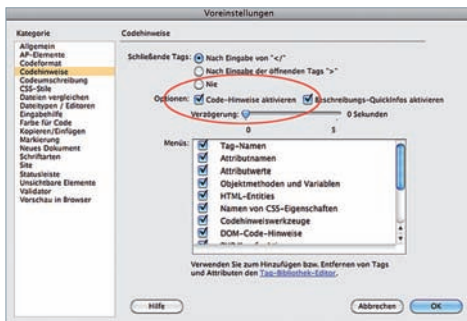 Voreinstellungen
Kategorie
Allgemein
AP-Elemente
Codeformat
Codehinweise
Codeumschreibung
CSS-Stile
Dateien vergleichen
Dateitypen / Editoren
Eingabehilfe
Farbe für Code
Kopieren/Einfügen
Markierung
Neues Dokument
Schriftarten
Site
Statusleiste
Unsichtbare Elemente
Validator
Vorschau in Browser
Codehinweise
Schließende Tags: Nach Eingabe von "</"
Nach Eingabe der öffnenden Tags ">"
Nie
Optionen: Code-Hinweise aktivieren Beschreibungs-QuickInfos aktivieren
Verzögerung: 0 Sekunden
0 5
Menüs: Tag-Namen
Attributnamen
Attributwerte
Objektmethoden und Variablen
HTML-Entities
Namen von CSS-Eigenschaften
Codehinweiswerkzeuge
DOM-Code-Hinweise
Verwenden Sie zum Hinzufügen bzw. Entfernen von Tags
und Attributen den Tag-Bibliothek-Editor.
Hilfe Abbrechen OK